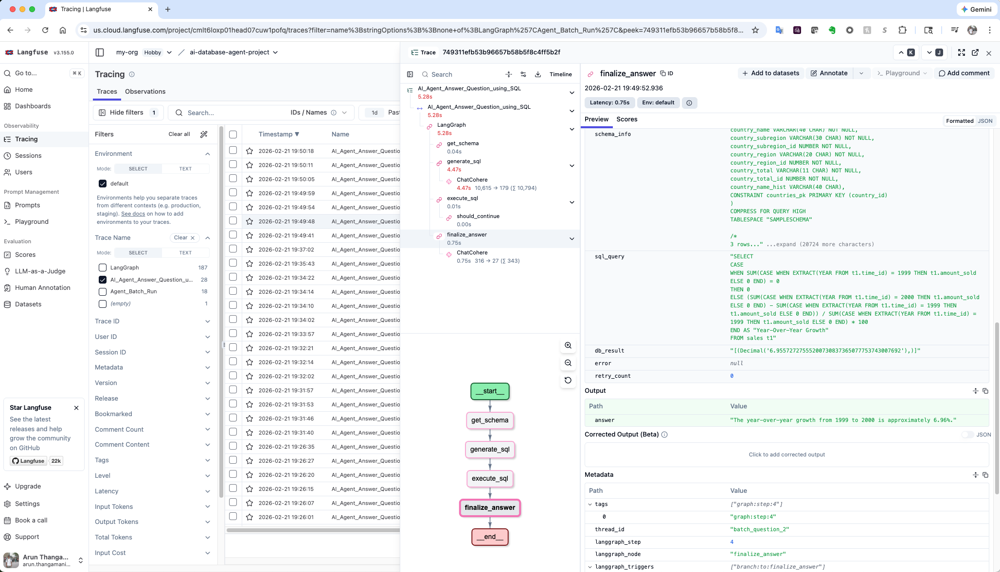 Tracing | Langfuse
Gemini
us.cloud.langfuse.com/project/cmlt6loxp01head07cuw1pofq/traces?filter=name%3BstringOptions%3B%3Bnone+of%3BLangGraph%257CAgent_Batch_Run%257C&peek=749311efb53b96657b58b5f8...
Langfuse v3.155.0
Go to... ⌘ K
Home
Dashboards
Observability
Tracing
Sessions
Users
Prompt Management
Prompts
Playground
Evaluation
Scores
LLM-as-a-Judge
Human Annotation
Datasets
Star Langfuse
See the latest
releases and help
grow the community
on GitHub
Langfuse 22k
Upgrade
Settings
Book a call
Support
Arun Thanga...
arun.thangamani...
my-org Hobby / ai-database-agent-project
Tracing
Traces Observations
Hide filters 1
Search... IDs / Names
1d Past
Filters Clear all
Environment
Mode: SELECT TEXT
default
Environments help you separate traces
from different contexts (e.g. production,
staging). See docs on how to add
environments to your traces.
Trace Name Clear
Mode: SELECT TEXT
LangGraph 187
AI_Agent_Answer_Question_u... 28
Agent_Batch_Run 18
(empty) 1
Trace ID
User ID
Session ID
Metadata
Version
Release
Bookmarked
Comment Count
Comment Content
Tags
Level
Latency
Input Tokens
Output Tokens
Total Tokens
Input Cost
Timestamp ▼ Name
2026-02-21 19:50:18 AI_Agent_Answer_Questio
2026-02-21 19:50:11 AI_Agent_Answer_Questio
2026-02-21 19:50:05 AI_Agent_Answer_Questio
2026-02-21 19:49:59 AI_Agent_Answer_Questio
2026-02-21 19:49:54 AI_Agent_Answer_Questio
2026-02-21 19:49:48 AI_Agent_Answer_Questio
2026-02-21 19:49:41 AI_Agent_Answer_Questio
2026-02-21 19:37:02 AI_Agent_Answer_Questio
2026-02-21 19:35:43 AI_Agent_Answer_Questio
2026-02-21 19:34:22 AI_Agent_Answer_Questio
2026-02-21 19:34:14 AI_Agent_Answer_Questio
2026-02-21 19:34:10 AI_Agent_Answer_Questio
2026-02-21 19:34:02 AI_Agent_Answer_Questio
2026-02-21 19:33:57 AI_Agent_Answer_Questio
2026-02-21 19:32:21 AI_Agent_Answer_Questio
2026-02-21 19:32:14 AI_Agent_Answer_Questio
2026-02-21 19:32:02 AI_Agent_Answer_Questio
2026-02-21 19:31:57 AI_Agent_Answer_Questio
2026-02-21 19:31:53 AI_Agent_Answer_Questio
2026-02-21 19:31:46 AI_Agent_Answer_Questio
2026-02-21 19:31:40 AI_Agent_Answer_Questio
2026-02-21 19:26:35 AI_Agent_Answer_Questio
2026-02-21 19:26:27 AI_Agent_Answer_Questio
2026-02-21 19:26:20 AI_Agent_Answer_Questio
2026-02-21 19:26:15 AI_Agent_Answer_Questio
2026-02-21 19:26:07 AI_Agent_Answer_Questio
2026-02-21 19:26:01 AI_Agent_Answer_Questio
Trace 749311efb53b96657b58b5f8c4ff5b2f
K J
Search Timeline
AI_Agent_Answer_Question_using_SQL
5.28s
AI_Agent_Answer_Question_using_SQL
5.28s
LangGraph
5.28s
get_schema
0.04s
generate_sql
4.47s
ChatCohere
4.47s 10,615 → 179 (∑ 10,794)
execute_sql
0.01s
should_continue
0.00s
finalize_answer
0.75s
ChatCohere
0.75s 316 → 27 (∑ 343)
__start__
get_schema
generate_sql
execute_sql
finalize_answer
__end__
finalize_answer ID
+ Add to datasets Annotate Playground Add comment
2026-02-21 19:49:52.936
Latency: 0.75s Env: default
Preview Scores
Formatted JSON
schema_info
country_name VARCHAR(40 CHAR) NOT NULL,
country_subregion VARCHAR(30 CHAR) NOT NULL,
country_subregion_id NUMBER NOT NULL,
country_region VARCHAR(20 CHAR) NOT NULL,
country_region_id NUMBER NOT NULL,
country_total VARCHAR(11 CHAR) NOT NULL,
country_total_id NUMBER NOT NULL,
country_name_hist VARCHAR(40 CHAR),
CONSTRAINT countries_pk PRIMARY KEY (country_id)
)
COMPRESS FOR QUERY HIGH
TABLESPACE "SAMPLESCHEMA"
/*
3 rows..." ...expand (20724 more characters)
sql_query
"SELECT
CASE
WHEN SUM(CASE WHEN EXTRACT(YEAR FROM t1.time_id) = 1999 THEN t1.amount_sold
ELSE 0 END) = 0
THEN 0
ELSE (SUM(CASE WHEN EXTRACT(YEAR FROM t1.time_id) = 2000 THEN t1.amount_sold
ELSE 0 END) - SUM(CASE WHEN EXTRACT(YEAR FROM t1.time_id) = 1999 THEN
t1.amount_sold ELSE 0 END)) / SUM(CASE WHEN EXTRACT(YEAR FROM t1.time_id) =
1999 THEN t1.amount_sold ELSE 0 END) * 100
END AS "Year-Over-Year Growth"
FROM sales t1"
db_result "[(Decimal('6.95572727555200730837365077753743007692'),)]"
error null
retry_count 0
Output
Path Value
answer "The year-over-year growth from 1999 to 2000 is approximately 6.96%."
Corrected Output (Beta) JSON
Click to add corrected output
Metadata
Path Value
tags ["graph:step:4"]
0 "graph:step:4"
thread_id "batch_question_2"
langgraph_step 4
langgraph_node "finalize_answer"
langgraph_triggers ["branch:to:finalize_answer"]